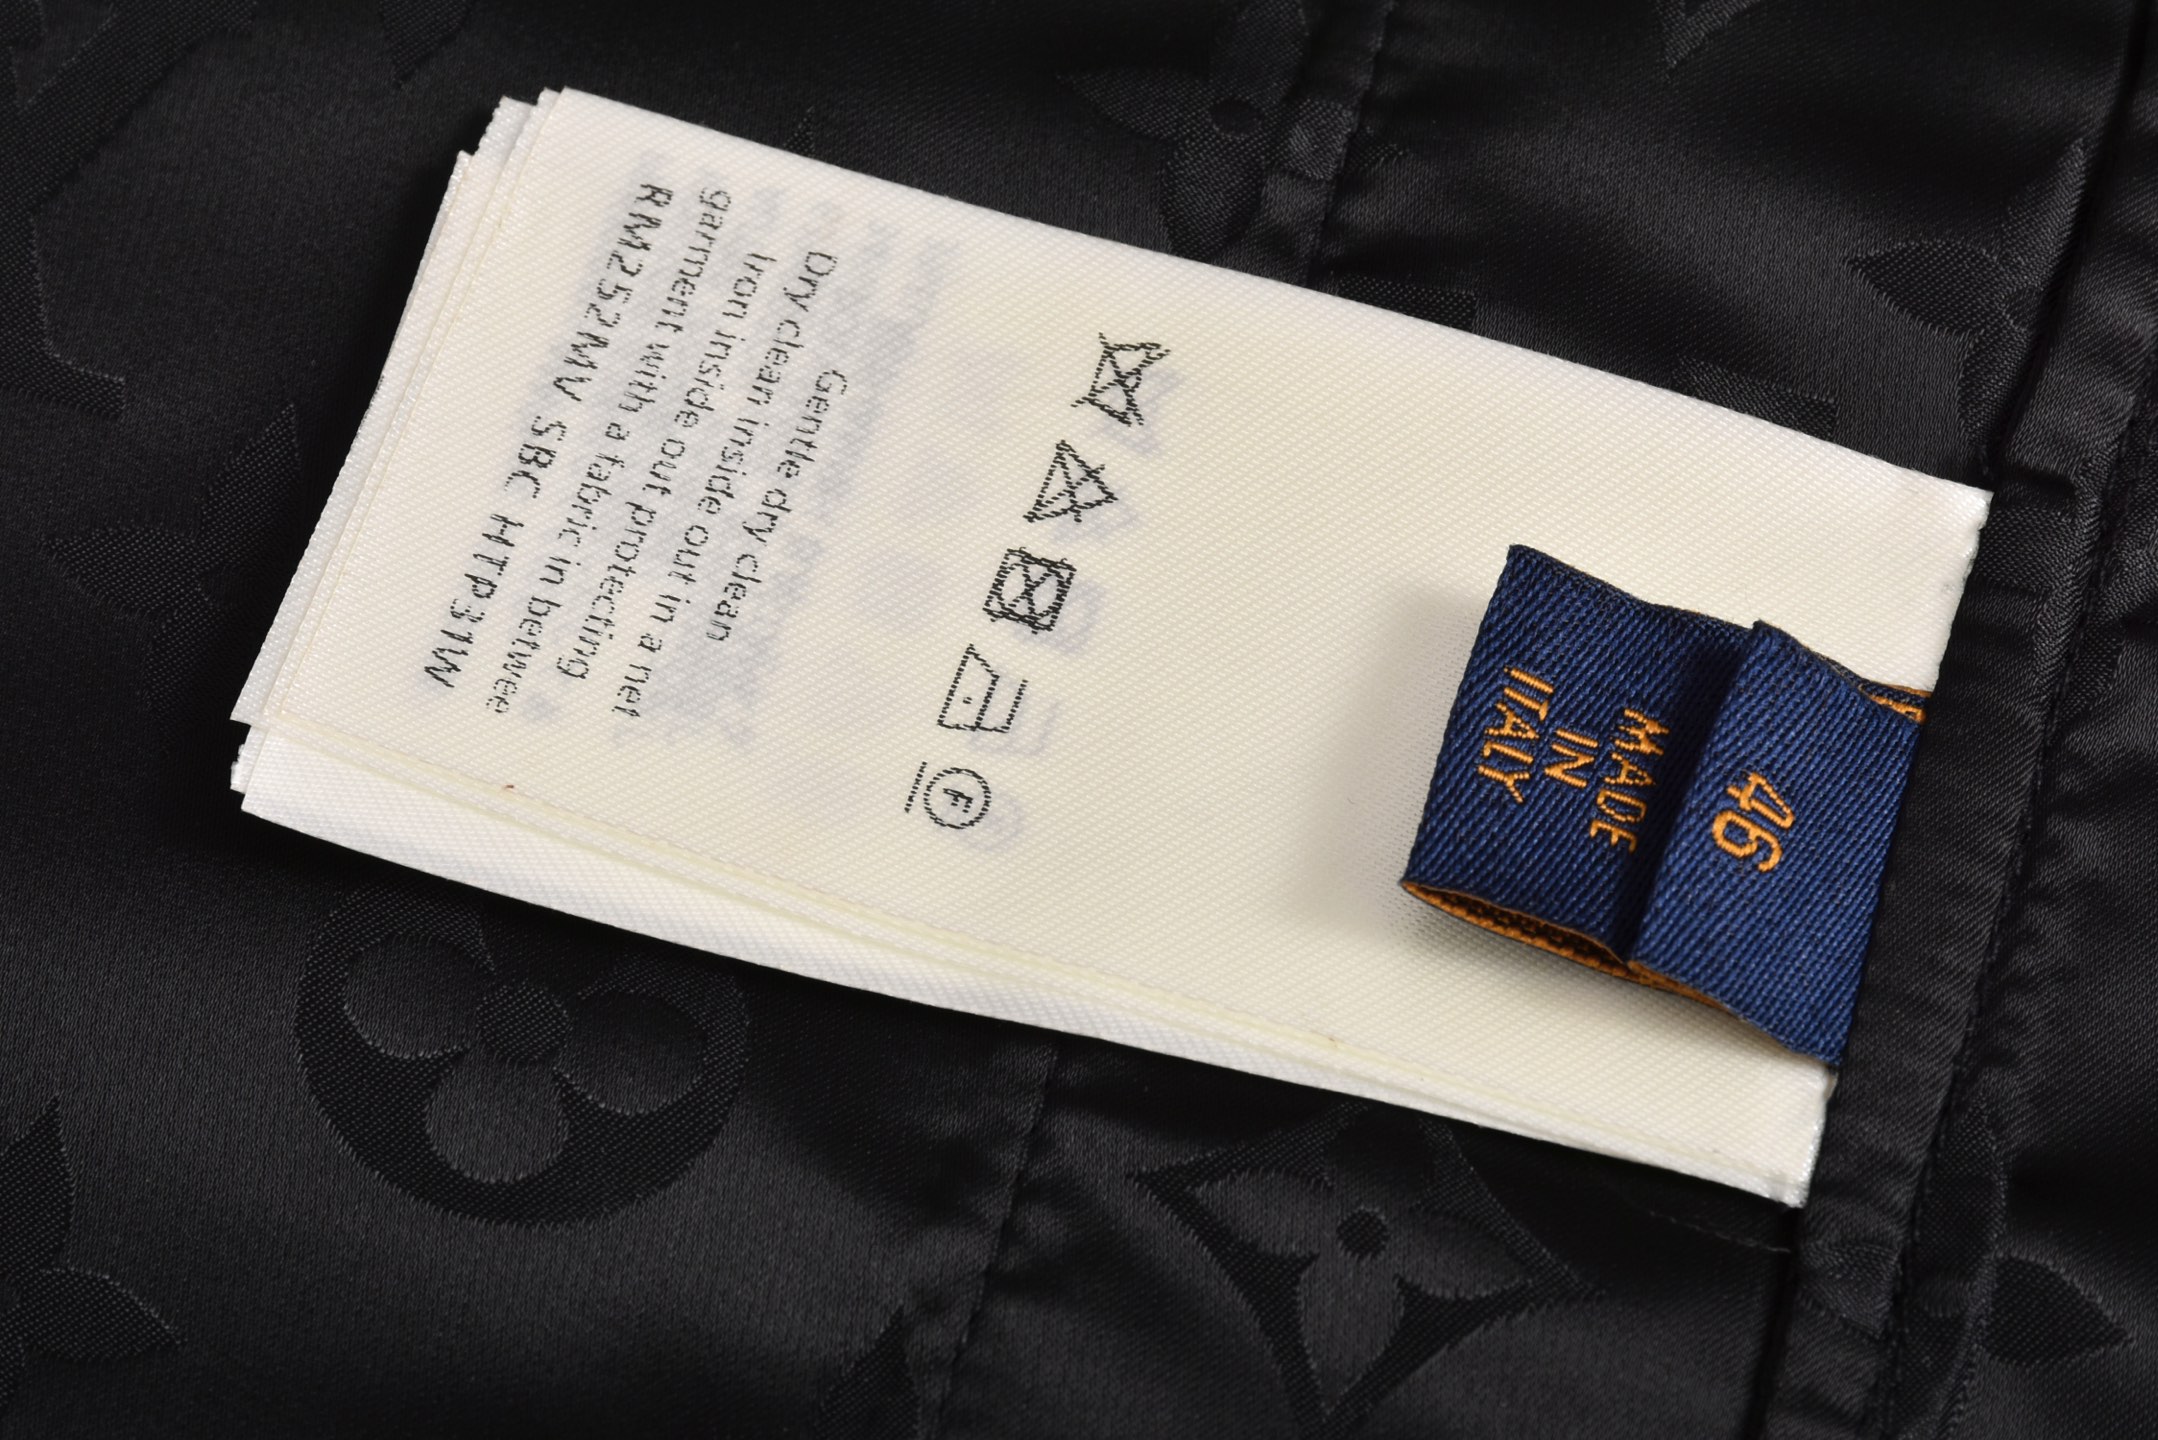 46
MADE
IN
ITALY
F
Gentle dry clean
Dry clean inside out in a net
Iron inside out protecting
garment with a fabric in betwee
RM252MV SBC HTP31W